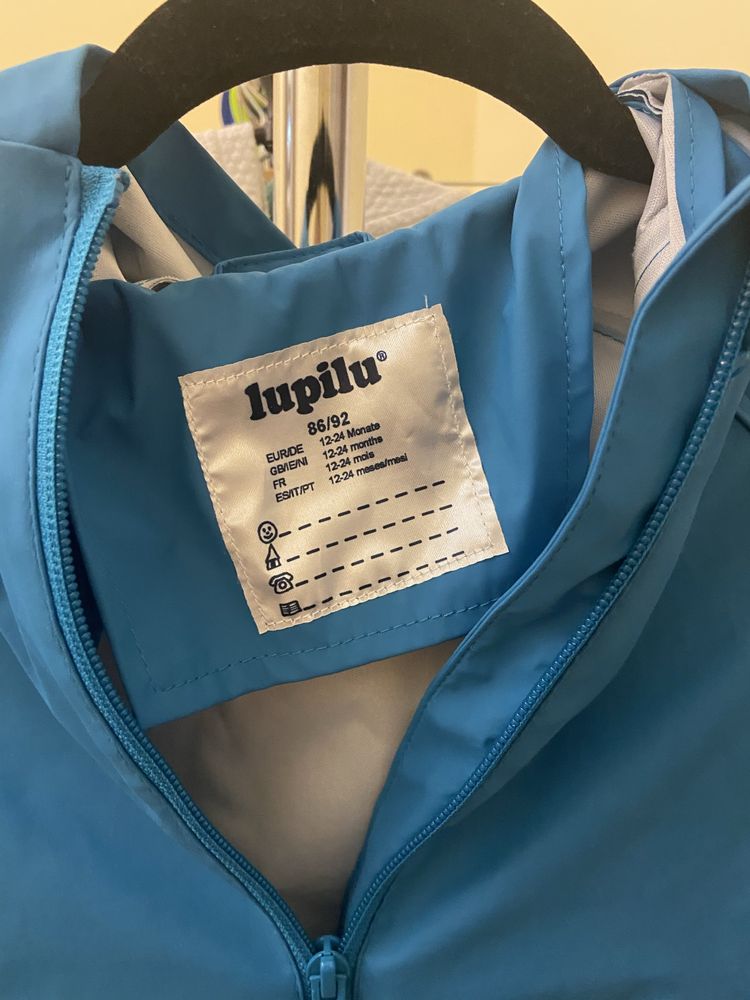 lupilu®
86/92
EUR/DE 12-24 Monate
GB/IE/NI 12-24 months
FR 12-24 mois
ES/IT/PT 12-24 meses/mesi